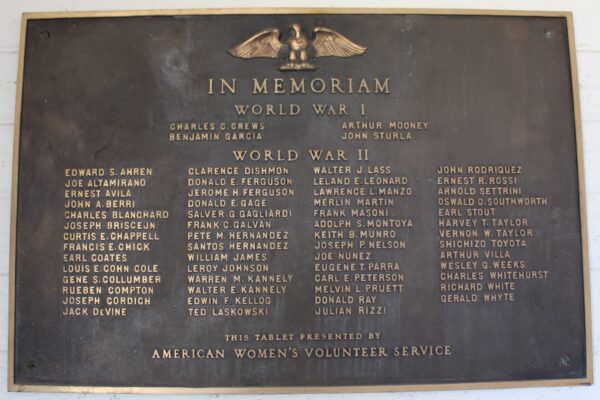 IN MEMORIAM
WORLD WAR I
CHARLES C. CREWS
BENJAMIN GARCIA
ARTHUR MOONEY
JOHN STURLA
WORLD WAR II
EDWARD S. AHREN
JOE ALTAMIRANO
ERNEST AVILA
JOHN A. BERRI
CHARLES BLANCHARD
JOSEPH BRISCEJN
CURTIS E. CHAPPELL
FRANCIS E. CHICK
EARL COATES
LOUIS E. COHN COLE
GENE S. COLLUMBER
RUEBEN COMPTON
JOSEPH CORDICH
JACK DEVINE
CLARENCE DISHMON
DONALD E. FERGUSON
JEROME H. FERGUSON
DONALD E. GAGE
SALVER G. GAGLIARDI
FRANK C. GALVAN
PETE M. HERNANDEZ
SANTOS HERNANDEZ
WILLIAM JAMES
LEROY JOHNSON
WARREN M. KANNELY
WALTER E. KANNELY
EDWIN F. KELLOG
TED LASKOWSKI
WALTER J. LASS
LELAND E. LEONARD
LAWRENCE L. MANZO
MERLIN MARTIN
FRANK MASONI
ADOLPH S. MONTOYA
KEITH B. MUNRO
JOSEPH P. NELSON
JOE NUNEZ
EUGENE T. PARRA
CARL E. PETERSON
MELVIN L. PRUETT
DONALD RAY
JULIAN RIZZI
JOHN RODRIQUEZ
ERNEST R. ROSSI
ARNOLD SETTRINI
OSWALD O. SOUTHWORTH
EARL STOUT
HARVEY T. TAYLOR
VERNON W. TAYLOR
SHICHIZO TOYOTA
ARTHUR VILLA
WESLEY G. WEEKS
CHARLES WHITEHURST
RICHARD WHITE
GERALD WHYTE
THIS TABLET PRESENTED BY
AMERICAN WOMEN'S VOLUNTEER SERVICE